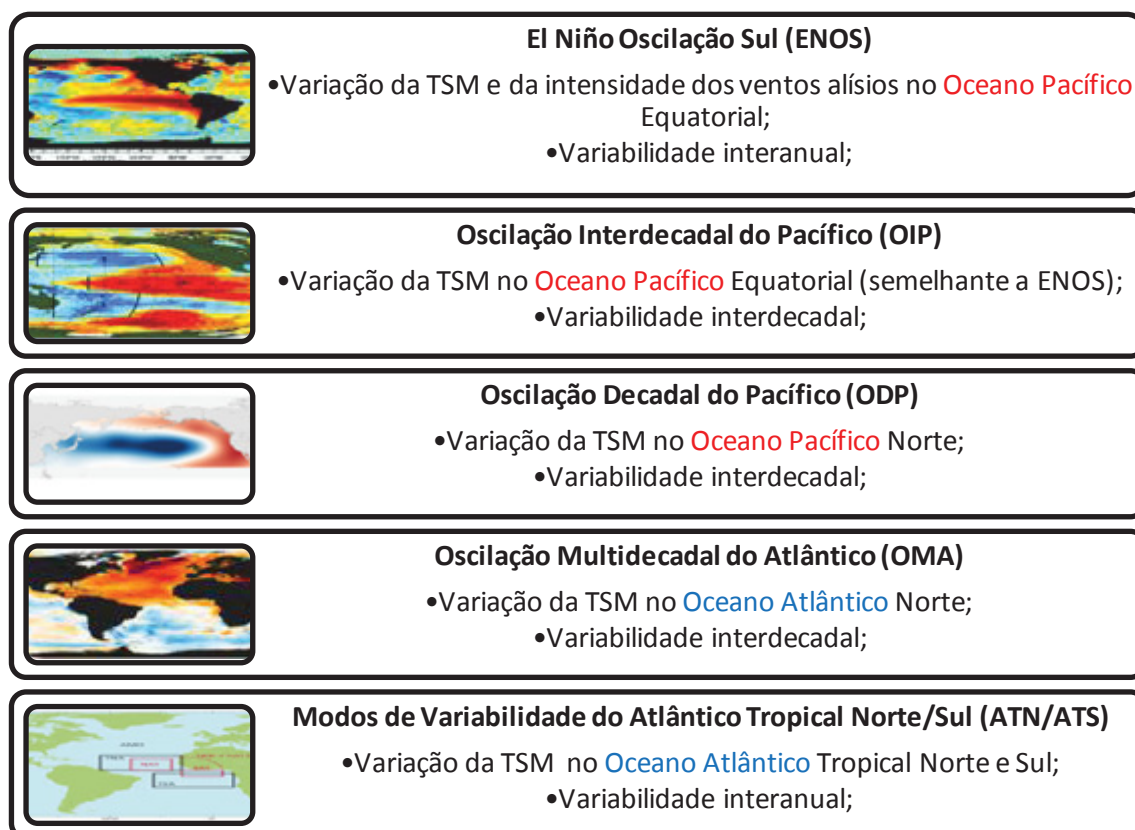 El Niño Oscilação Sul (ENOS)
•Variação da TSM e da intensidade dos ventos alísios no Oceano Pacífico
Equatorial;
•Variabilidade interanual;
Oscilação Interdecadal do Pacífico (OIP)
•Variação da TSM no Oceano Pacífico Equatorial (semelhante a ENOS);
•Variabilidade interdecadal;
Oscilação Decadal do Pacífico (ODP)
•Variação da TSM no Oceano Pacífico Norte;
•Variabilidade interdecadal;
Oscilação Multidecadal do Atlântico (OMA)
•Variação da TSM no Oceano Atlântico Norte;
•Variabilidade interdecadal;
Modos de Variabilidade do Atlântico Tropical Norte/Sul (ATN/ATS)
•Variação da TSM no Oceano Atlântico Tropical Norte e Sul;
•Variabilidade interanual;